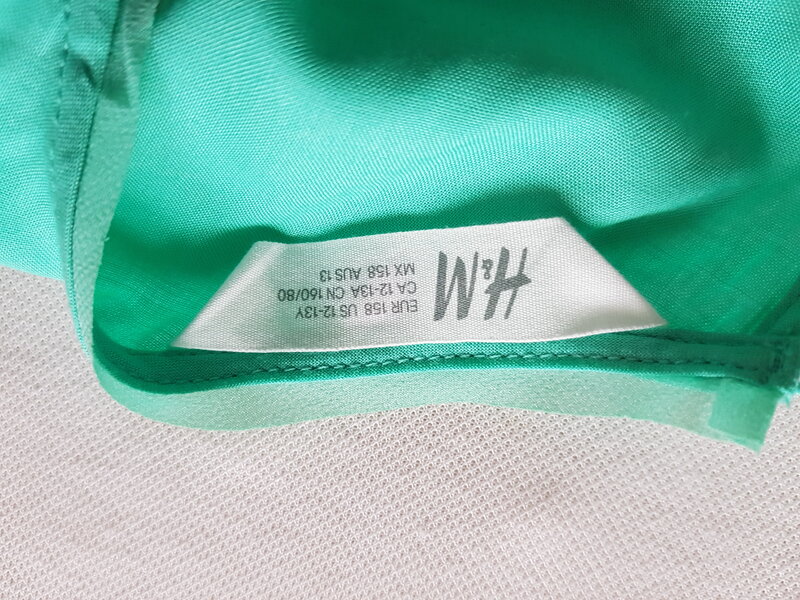 H&M
EUR 158 US 12-13Y
CA 12-13A CN 160/80
MX 158 AUS 13